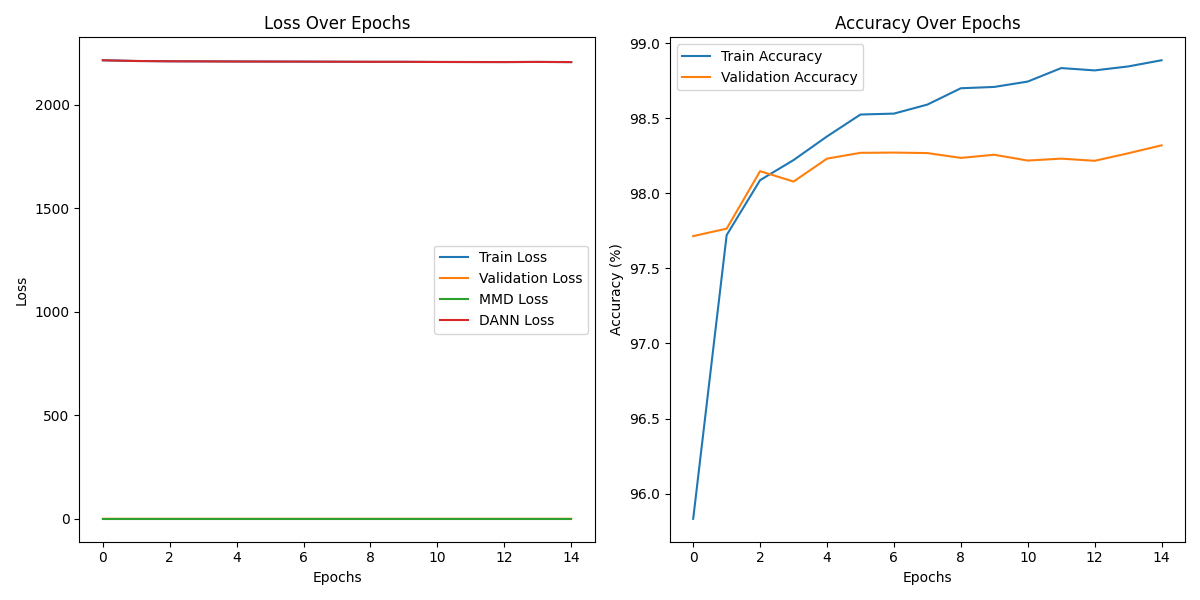 Loss Over Epochs
Loss
2000
1500
1000
500
0
Train Loss
Validation Loss
MMD Loss
DANN Loss
0 2 4 6 8 10 12 14
Epochs
Accuracy Over Epochs
Accuracy (%)
99.0
98.5
98.0
97.5
97.0
96.5
96.0
Train Accuracy
Validation Accuracy
0 2 4 6 8 10 12 14
Epochs